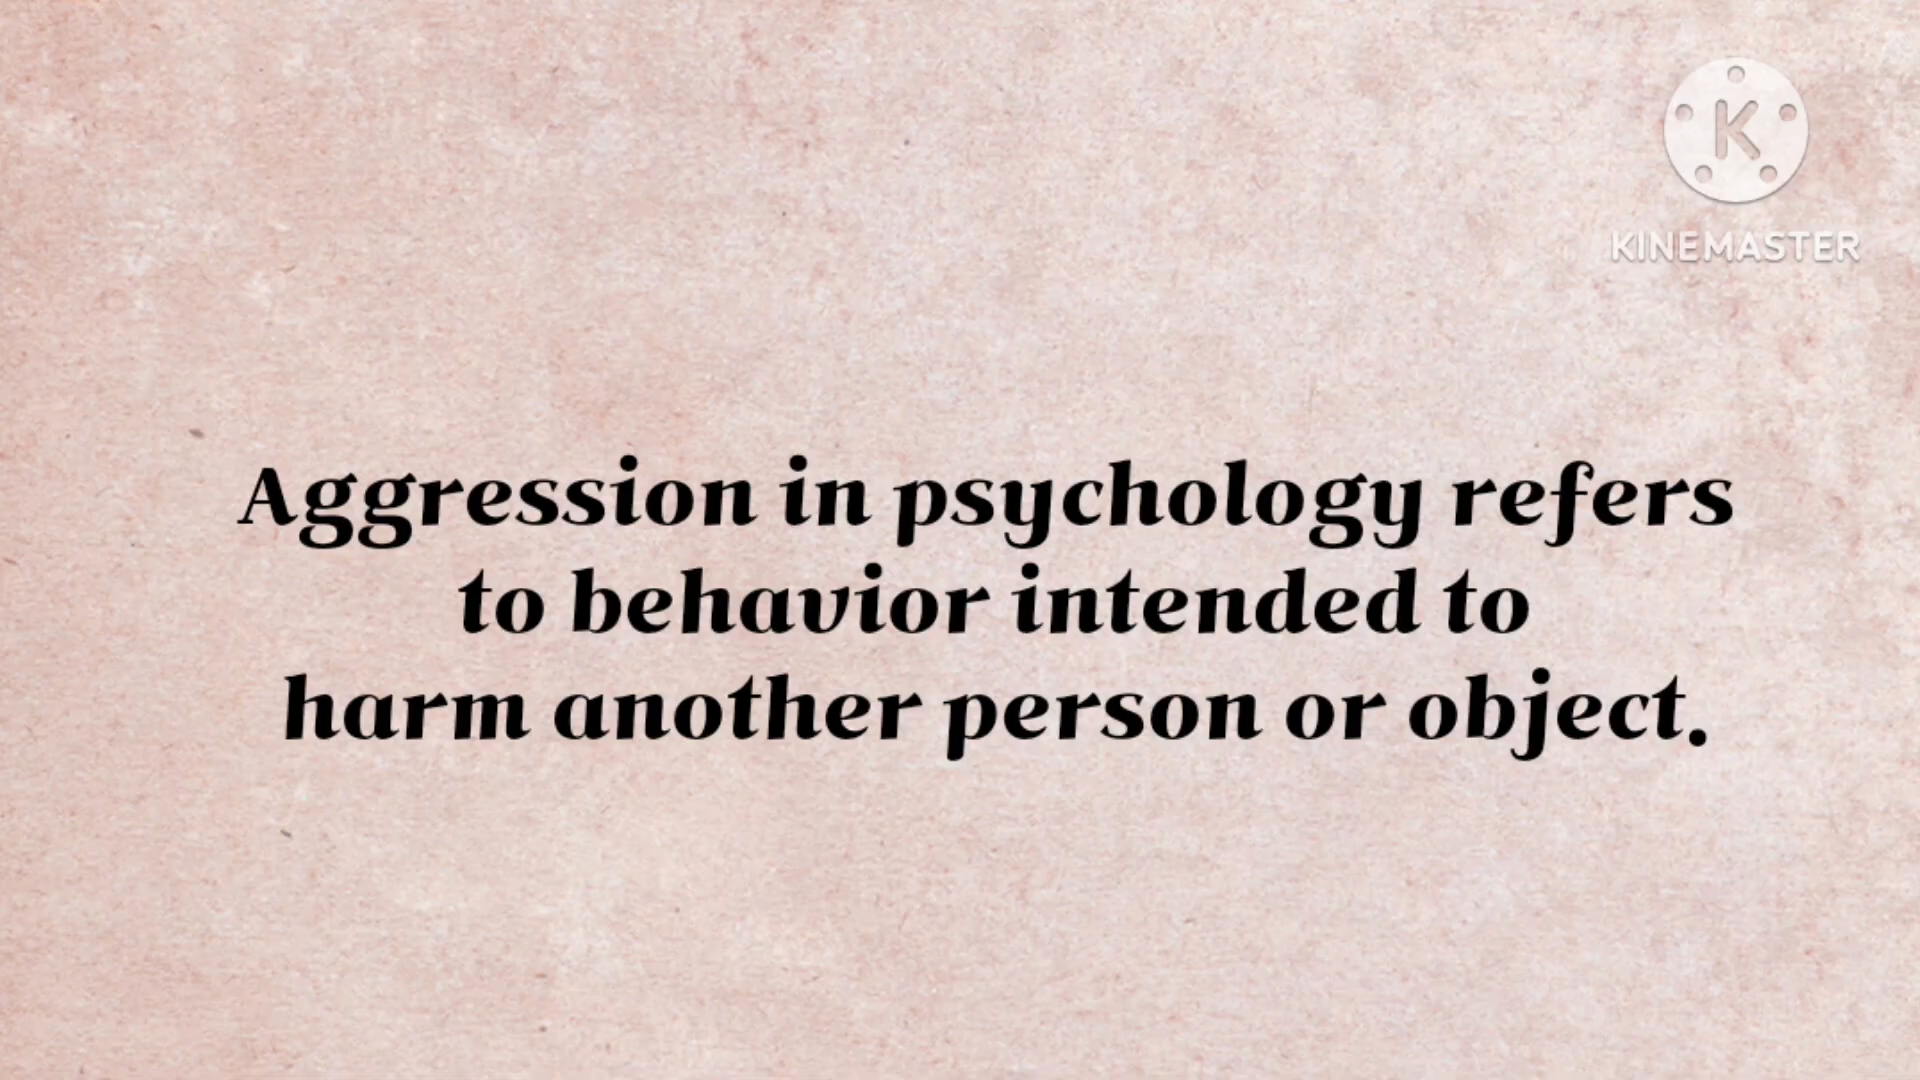 K
KINEMASTER
Aggression in psychology refers
to behavior intended to
harm another person or object.